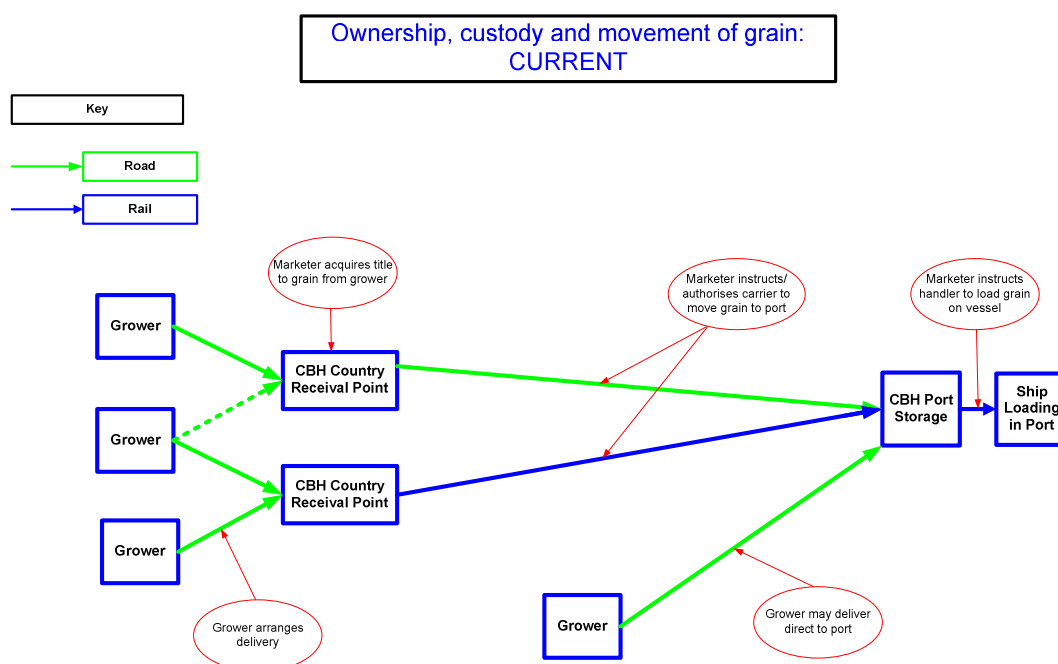 Ownership, custody and movement of grain:
CURRENT
Key
Road
Rail
Marketer acquires title
to grain from grower
Marketer instructs/
authorises carrier to
move grain to port
Marketer instructs
handler to load grain
on vessel
Grower
CBH Country
Receival Point
CBH Port
Storage
Ship
Loading
in Port
Grower
CBH Country
Receival Point
Grower
Grower arranges
delivery
Grower
Grower may deliver
direct to port